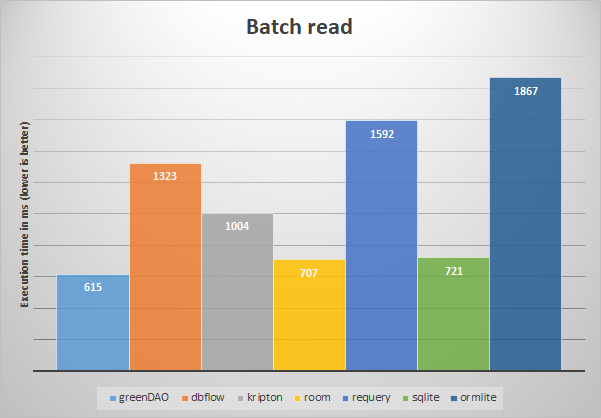 Batch read
Execution time in ms (lower is better)
615
1323
1004
707
1592
721
1867
greenDAO dbflow kripton room requery sqlite ormlite